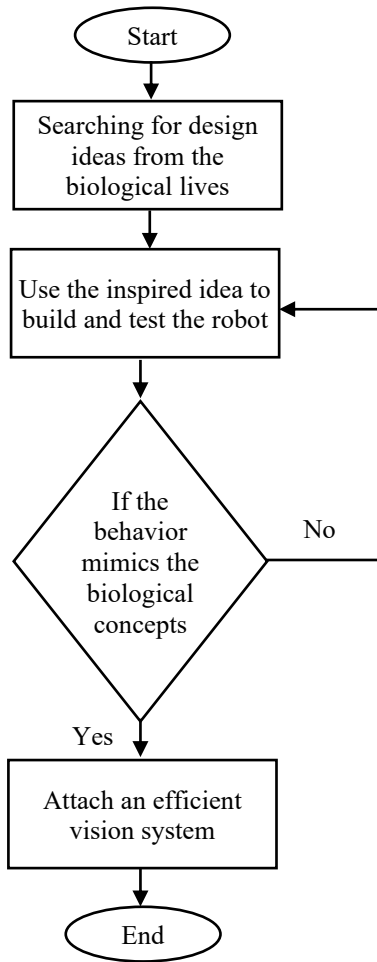 Start
Searching for design
ideas from the
biological lives
Use the inspired idea to
build and test the robot
If the
behavior
mimics the
biological
concepts
No
Yes
Attach an efficient
vision system
End